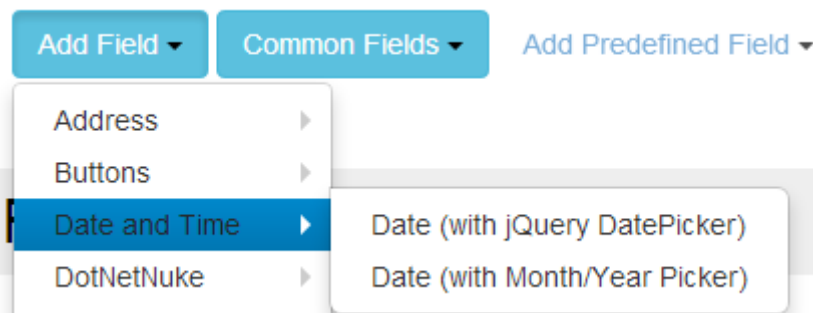 Add Field Common Fields Add Predefined Field
Address
Buttons
Date and Time Date (with jQuery DatePicker)
DotNetNuke Date (with Month/Year Picker)